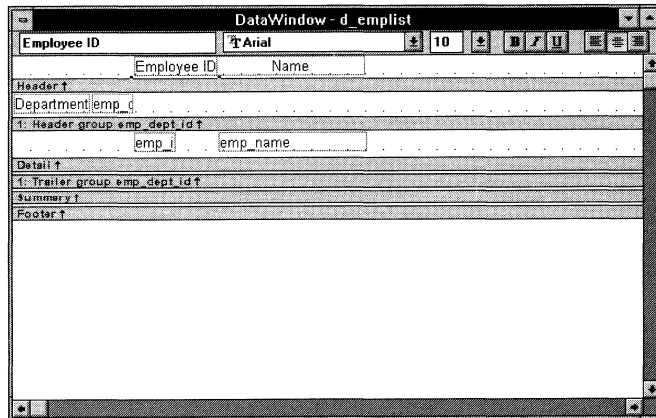 DataWindow - d_emplist
Employee ID Arial 10 B I U
Employee ID Name
Header ↑
Department emp_d
1: Header group emp_dept_id ↑
emp_i emp_name
Detail ↑
1: Trailer group emp_dept_id ↑
Summary ↑
Footer ↑